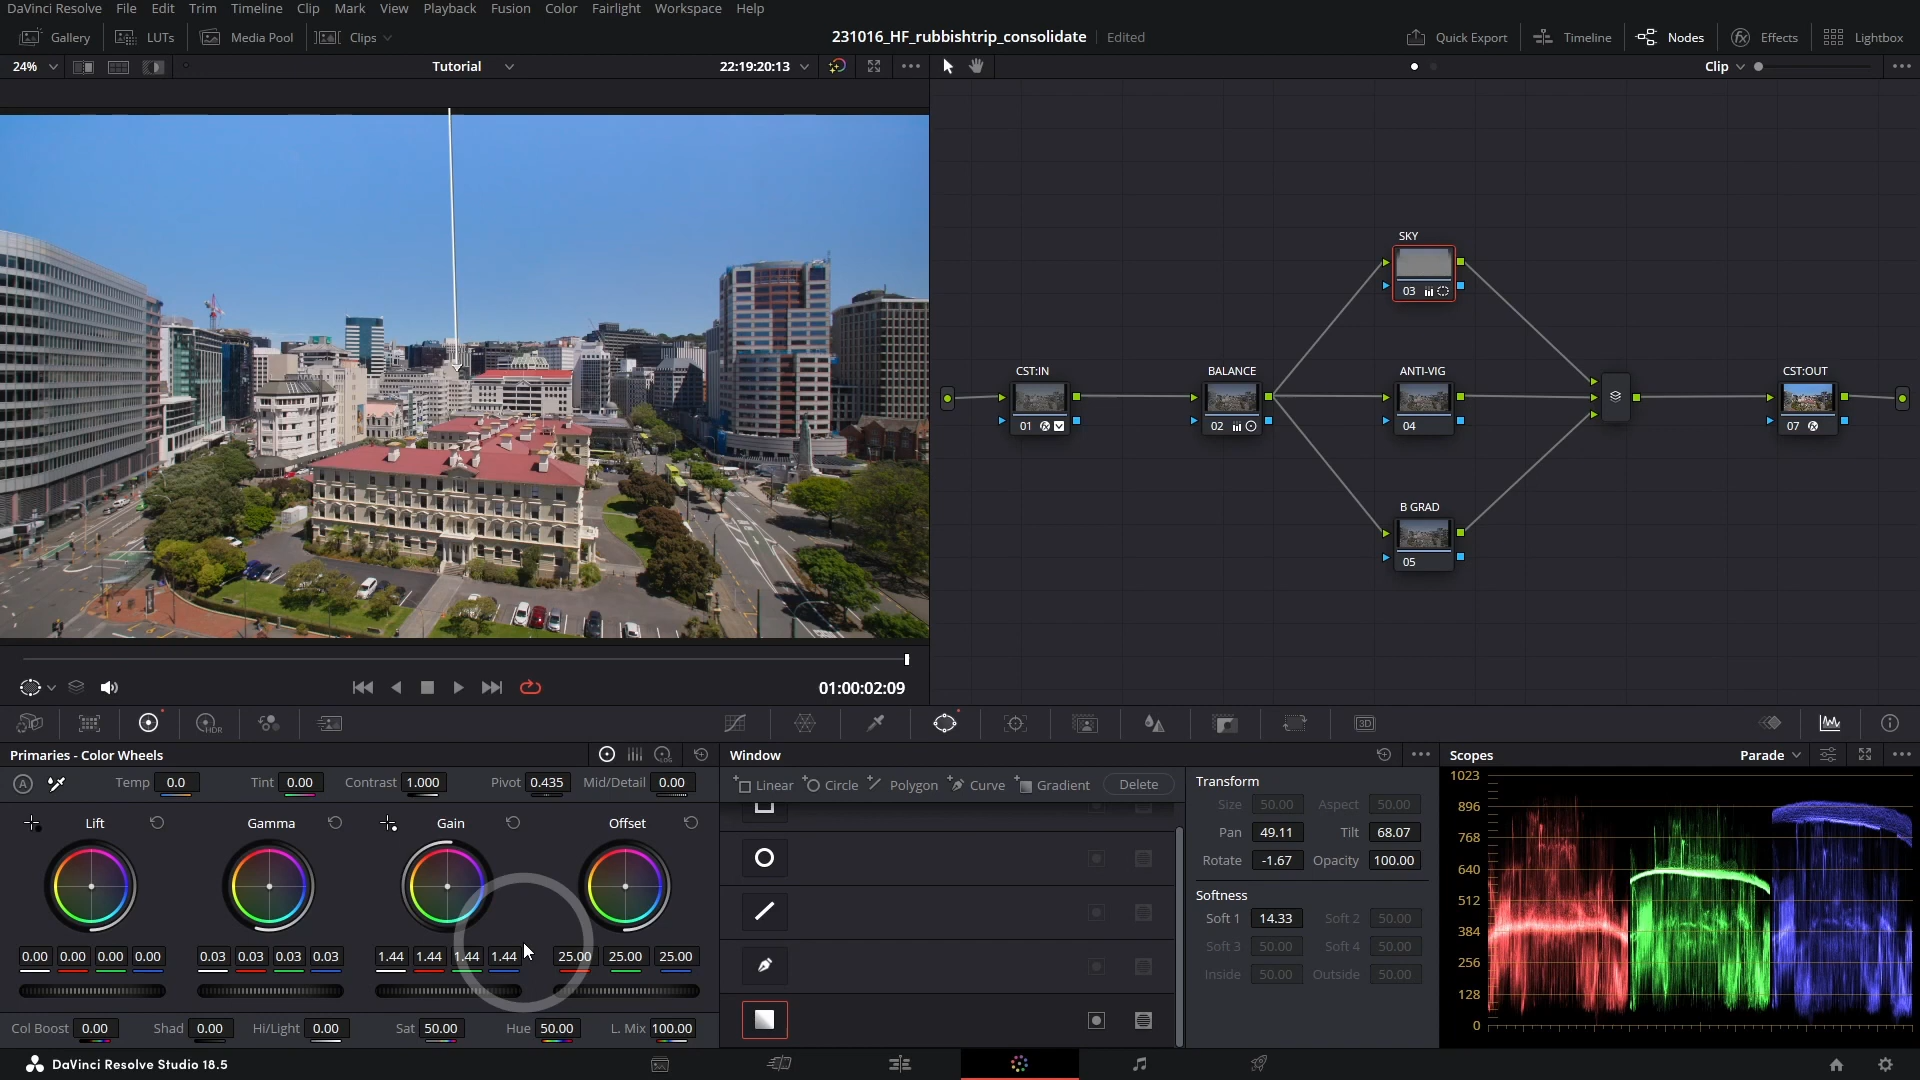 DaVinci Resolve File Edit Trim Timeline Clip Mark View Playback Fusion Color Fairlight Workspace Help
Gallery LUTs Media Pool Clips 231016_HF_rubbishtrip_consolidate Edited Quick Export Timeline Nodes Effects Lightbox
24% Tutorial 22:19:20:13 Clip
SKY
03
CST:IN BALANCE ANTI-VIG CST:OUT
01 02 04 07
B GRAD
05
01:00:02:09
HDR 3D
Primaries - Color Wheels Window Scopes Parade
LOG
A Temp 0.0 Tint 0.00 Contrast 1.000 Pivot 0.435 Mid/Detail 0.00
Linear Circle Polygon Curve Gradient Delete
Lift Gamma Gain Offset
0.00 0.00 0.00 0.00 0.03 0.03 0.03 0.03 1.44 1.44 1.44 1.44 25.00 25.00 25.00
Col Boost 0.00 Shad 0.00 Hi/Light 0.00 Sat 50.00 Hue 50.00 L. Mix 100.00
Transform
Size 50.00 Aspect 50.00
Pan 49.11 Tilt 68.07
Rotate -1.67 Opacity 100.00
Softness
Soft 1 14.33 Soft 2 50.00
Soft 3 50.00 Soft 4 50.00
Inside 50.00 Outside 50.00
1023
896
768
640
512
384
256
128
0
DaVinci Resolve Studio 18.5